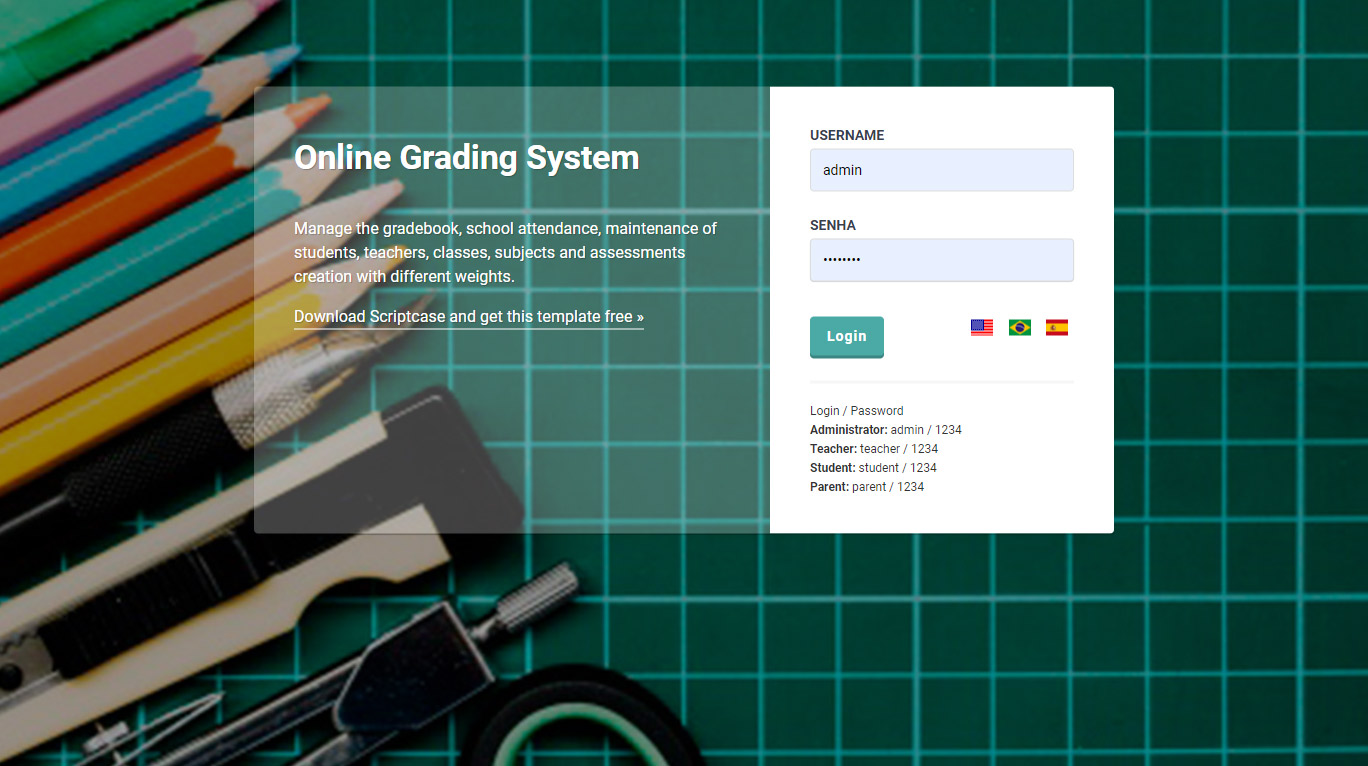 Online Grading System
Manage the gradebook, school attendance, maintenance of
students, teachers, classes, subjects and assessments
creation with different weights.
Download Scriptcase and get this template free »
USERNAME
admin
SENHA
••••••••
Login
Login / Password
Administrator: admin / 1234
Teacher: teacher / 1234
Student: student / 1234
Parent: parent / 1234